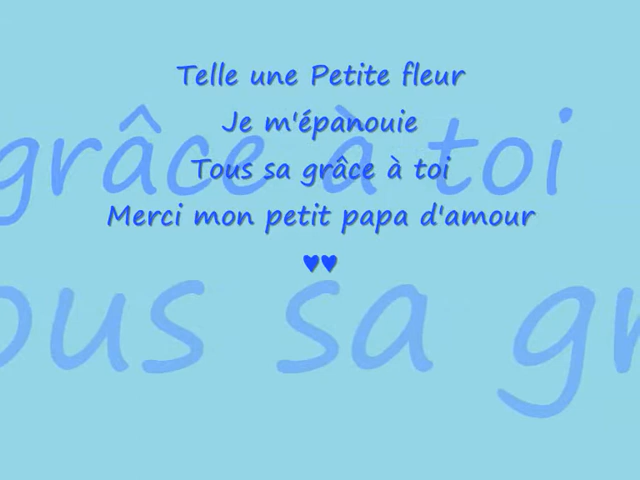 Telle une Petite fleur
Je m'épanouie
Tous sa grâce à toi
Merci mon petit papa d'amour
♥♥
grâce à toi
ous sa gr